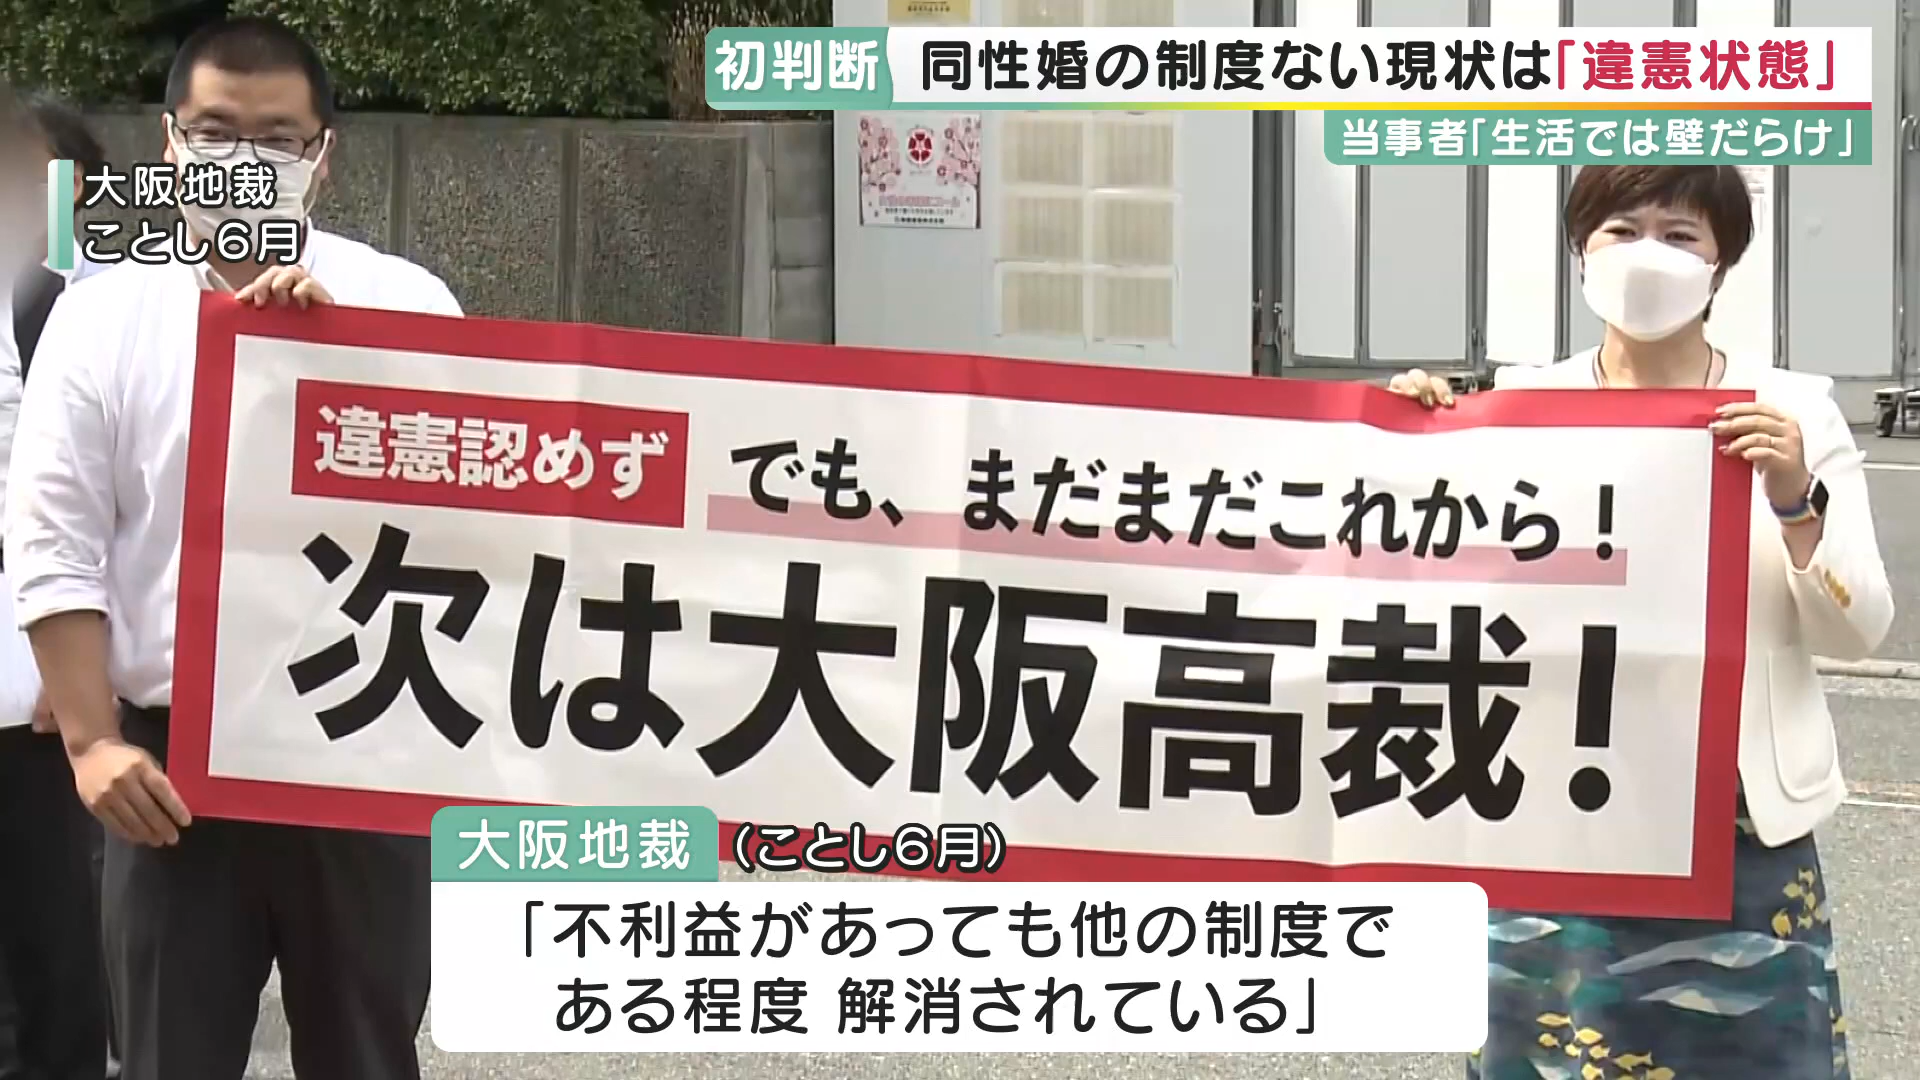 初判断 同性婚の制度ない現状は「違憲状態」
当事者「生活では壁だらけ」
大阪地裁
ことし6月
違憲認めず でも、まだまだこれから！
次は大阪高裁！
大阪地裁 (ことし6月)
「不利益があっても他の制度で
ある程度 解消されている」